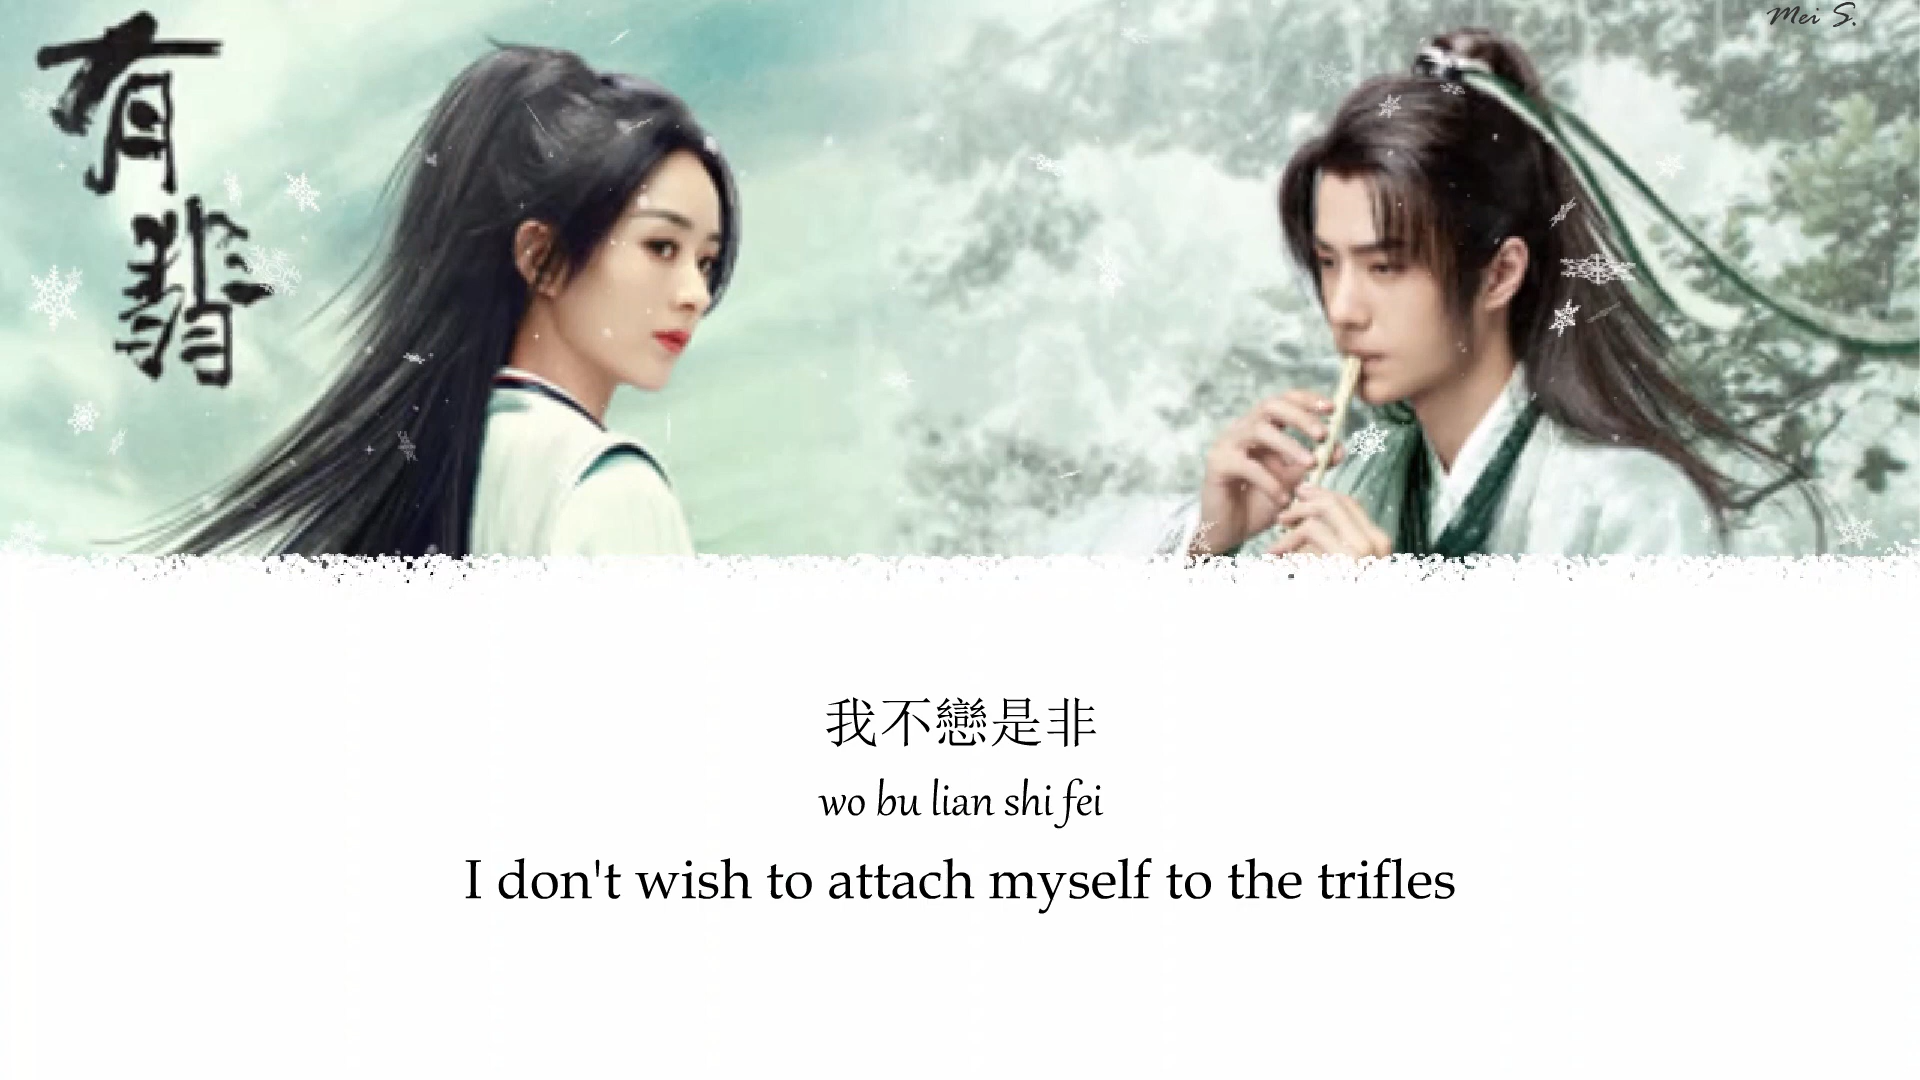 有翡
Mei S.
我不戀是非
wo bu lian shi fei
I don't wish to attach myself to the trifles